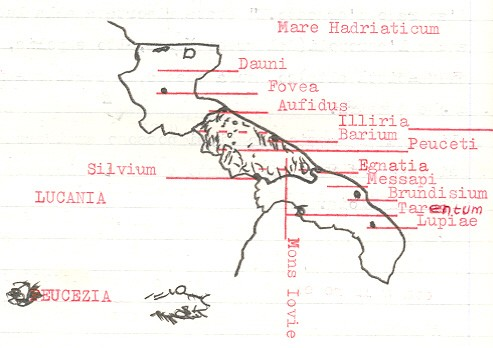 Mare Hadriaticum
Dauni
Fovea
Aufidus
Illiria
Barium
Peuceti
Egnatia
Silvium
Messapi
Brundisium
LUCANIA
Tarentum
Lupiae
Mons Iovie
PEUCEZIA